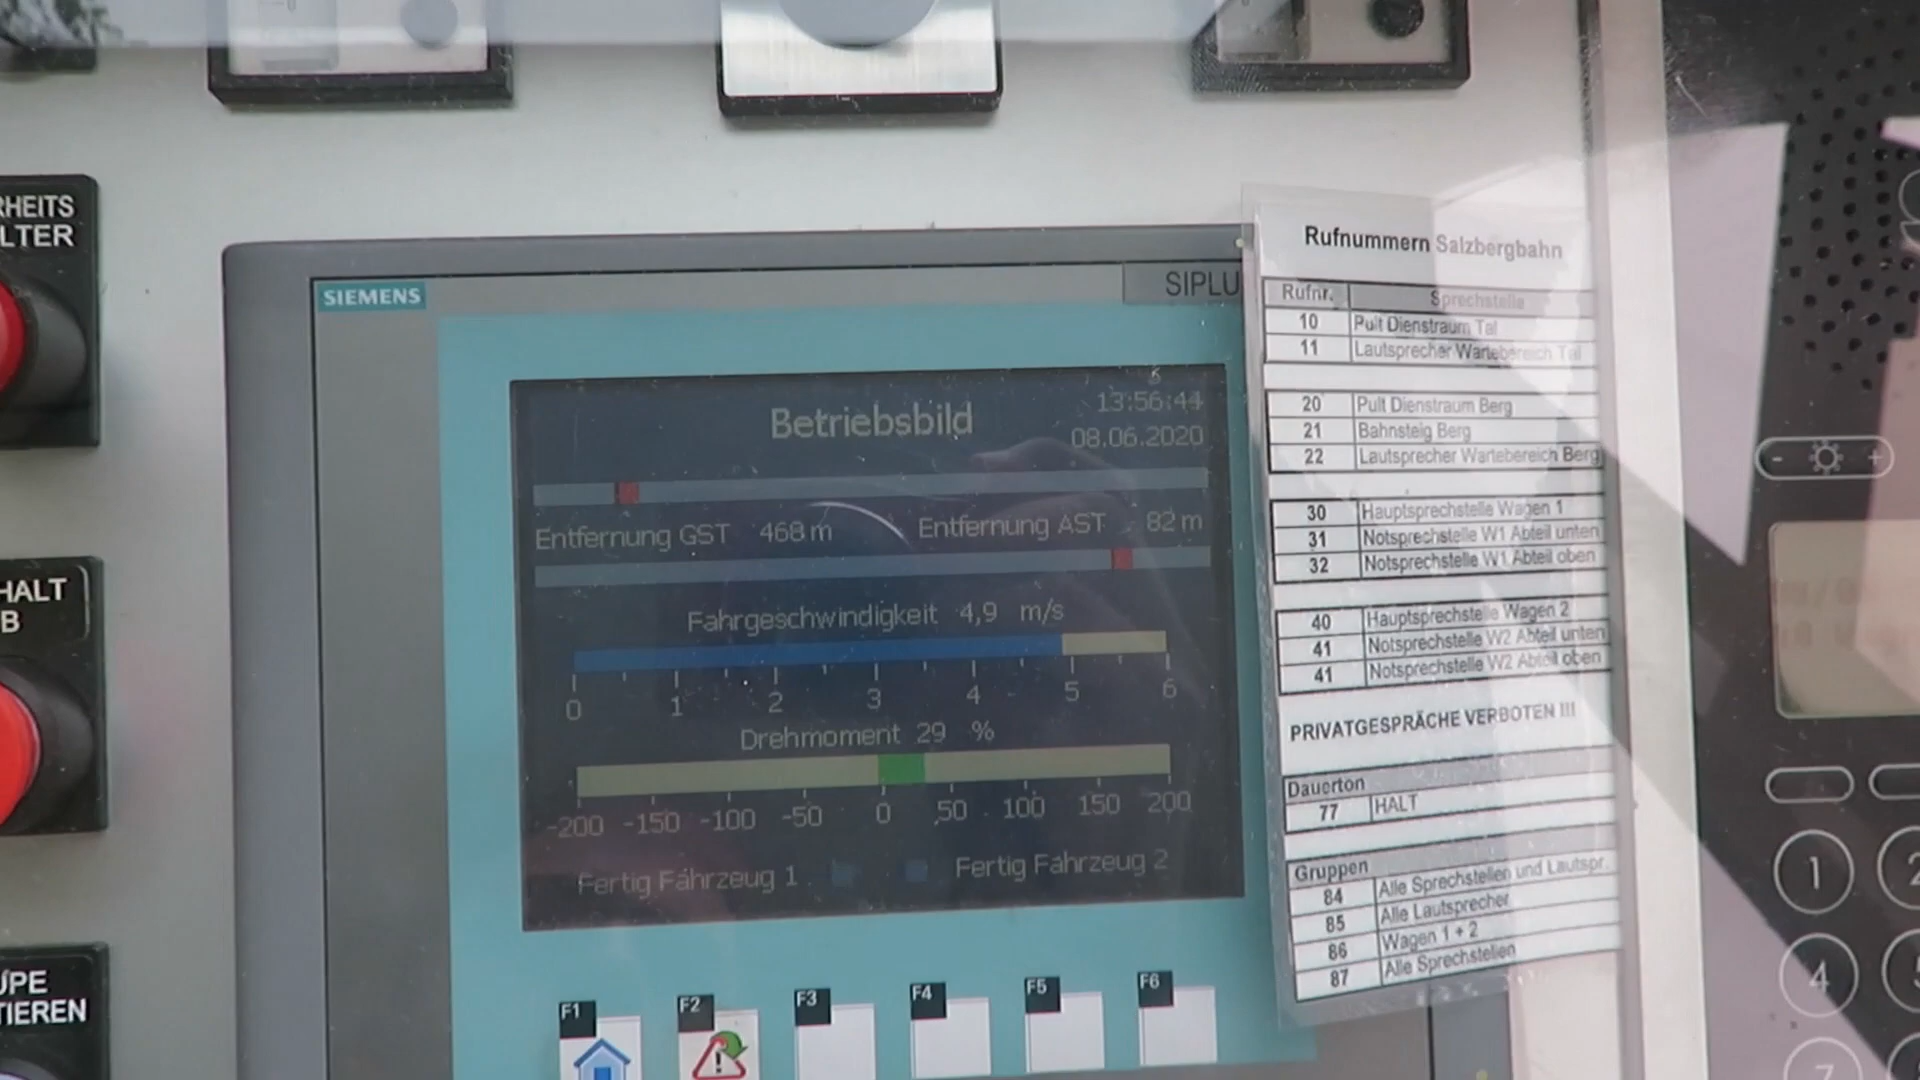 RHEITS
LTER
HALT
B
UPE
TIEREN
SIEMENS
SIPLU
Betriebsbild
13:56:44
08.06.2020
Entfernung GST 468 m
Entfernung AST 82 m
Fahrgeschwindigkeit 4,9 m/s
0 1 2 3 4 5 6
Drehmoment 29 %
-200 -150 -100 -50 0 50 100 150 200
Fertig Fahrzeug 1
Fertig Fahrzeug 2
F1 F2 F3 F4 F5 F6
Rufnummern Salzbergbahn
Rufnr. Sprechstelle
10 Pult Dienstraum Tal
11 Lautsprecher Wartebereich Tal
20 Pult Dienstraum Berg
21 Bahnsteig Berg
22 Lautsprecher Wartebereich Berg
30 Hauptsprechstelle Wagen 1
31 Notsprechstelle W1 Abteil unten
32 Notsprechstelle W1 Abteil oben
40 Hauptsprechstelle Wagen 2
41 Notsprechstelle W2 Abteil unten
41 Notsprechstelle W2 Abteil oben
PRIVATGESPRÄCHE VERBOTEN !!!
Dauerton
77 HALT
Gruppen
84 Alle Sprechstellen und Lautspr.
85 Alle Lautsprecher
86 Wagen 1 + 2
87 Alle Sprechstellen
- +
1 2
4 5
7